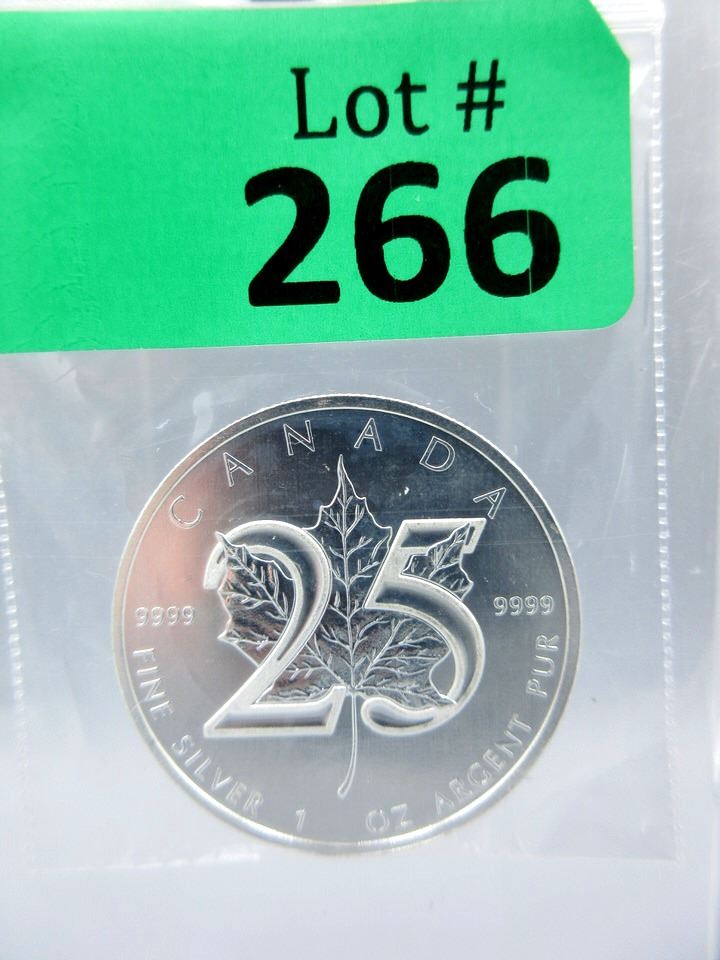 Lot #
266
CANADA
25
9999
9999
FINE SILVER 1 OZ ARGENT PUR